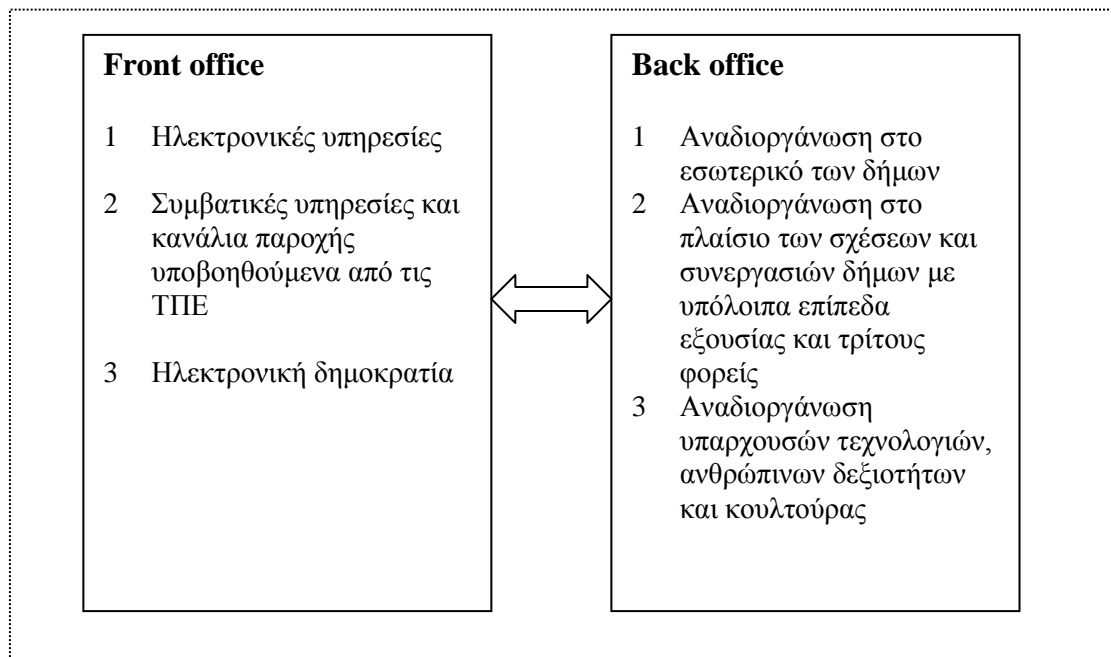 Front office
1 Ηλεκτρονικές υπηρεσίες
2 Συμβατικές υπηρεσίες και
κανάλια παροχής
υποβοηθούμενα από τις
ΤΠΕ
3 Ηλεκτρονική δημοκρατία
Back office
1 Αναδιοργάνωση στο
εσωτερικό των δήμων
2 Αναδιοργάνωση στο
πλαίσιο των σχέσεων και
συνεργασιών δήμων με
υπόλοιπα επίπεδα
εξουσίας και τρίτους
φορείς
3 Αναδιοργάνωση
υπαρχουσών τεχνολογιών,
ανθρώπινων δεξιοτήτων
και κουλτούρας